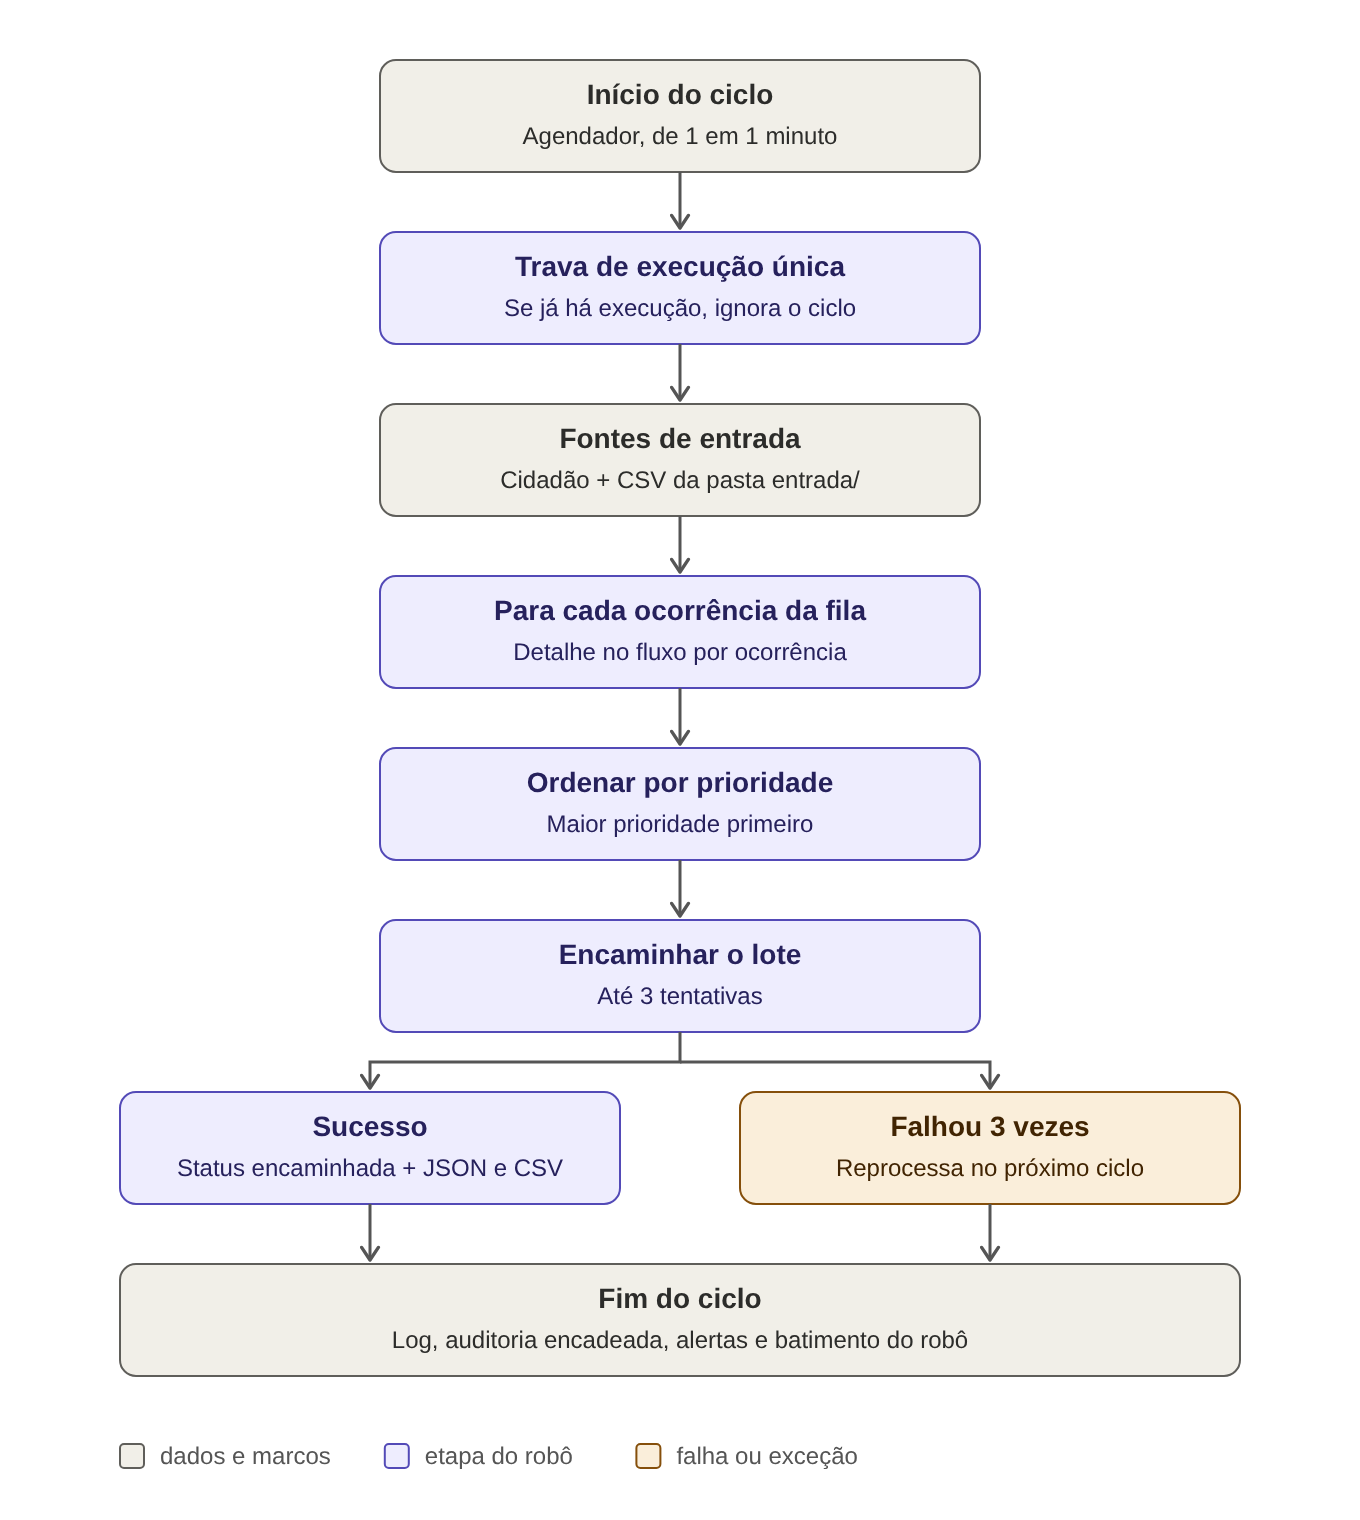 Início do ciclo
Agendador, de 1 em 1 minuto
Trava de execução única
Se já há execução, ignora o ciclo
Fontes de entrada
Cidadão + CSV da pasta entrada/
Para cada ocorrência da fila
Detalhe no fluxo por ocorrência
Ordenar por prioridade
Maior prioridade primeiro
Encaminhar o lote
Até 3 tentativas
Sucesso
Status encaminhada + JSON e CSV
Falhou 3 vezes
Reprocessa no próximo ciclo
Fim do ciclo
Log, auditoria encadeada, alertas e batimento do robô
dados e marcos
etapa do robô
falha ou exceção